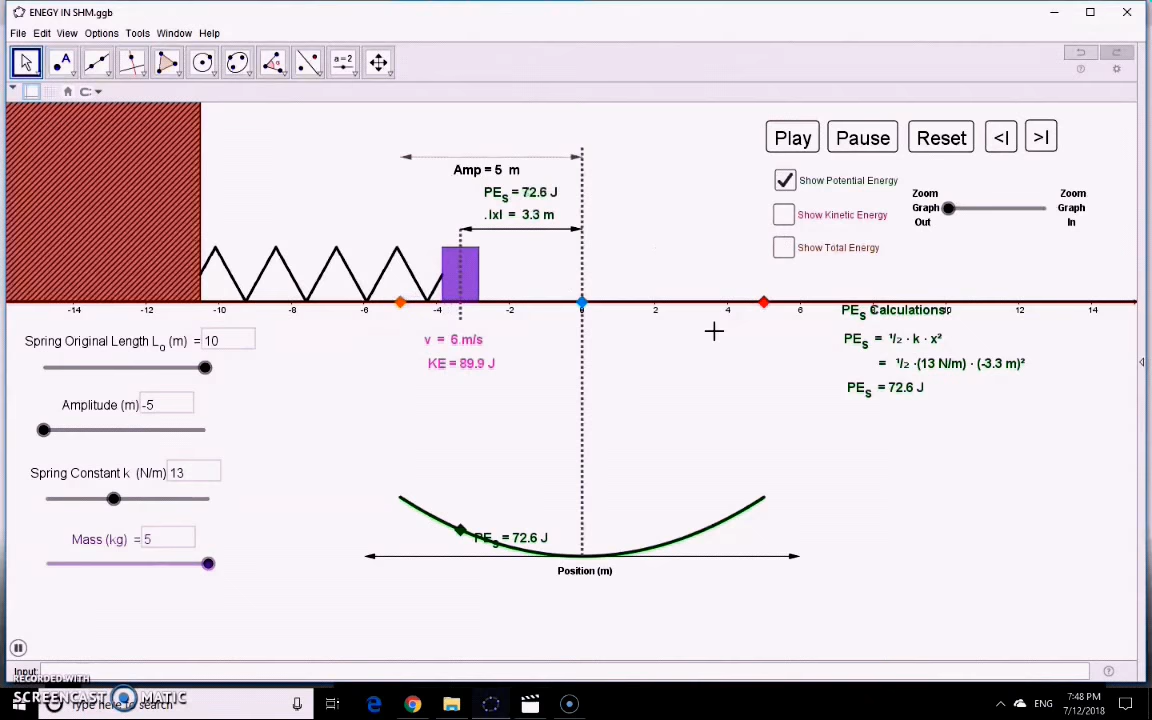 ENEGY IN SHM.ggb
File Edit View Options Tools Window Help
A
a=2
Play Pause Reset <I >I
Amp = 5 m
PEs = 72.6 J
.IxI = 3.3 m
Show Potential Energy
Show Kinetic Energy
Show Total Energy
Zoom Graph Out
Zoom Graph In
-14 -12 -10 -8 -6 -4 -2 0 2 4 6 8 10 12 14
Spring Original Length Lo (m) = 10
v = 6 m/s
KE = 89.9 J
PEs Calculations:
PEs = ¹/₂ · k · x²
= ¹/₂ ·(13 N/m) · (-3.3 m)²
PEs = 72.6 J
Amplitude (m) -5
Spring Constant k (N/m) 13
Mass (kg) = 5
PEs = 72.6 J
Position (m)
Input:
RECORDED WITH
SCREENCAST MATIC
Type here to search
ENG
7:48 PM
7/12/2018